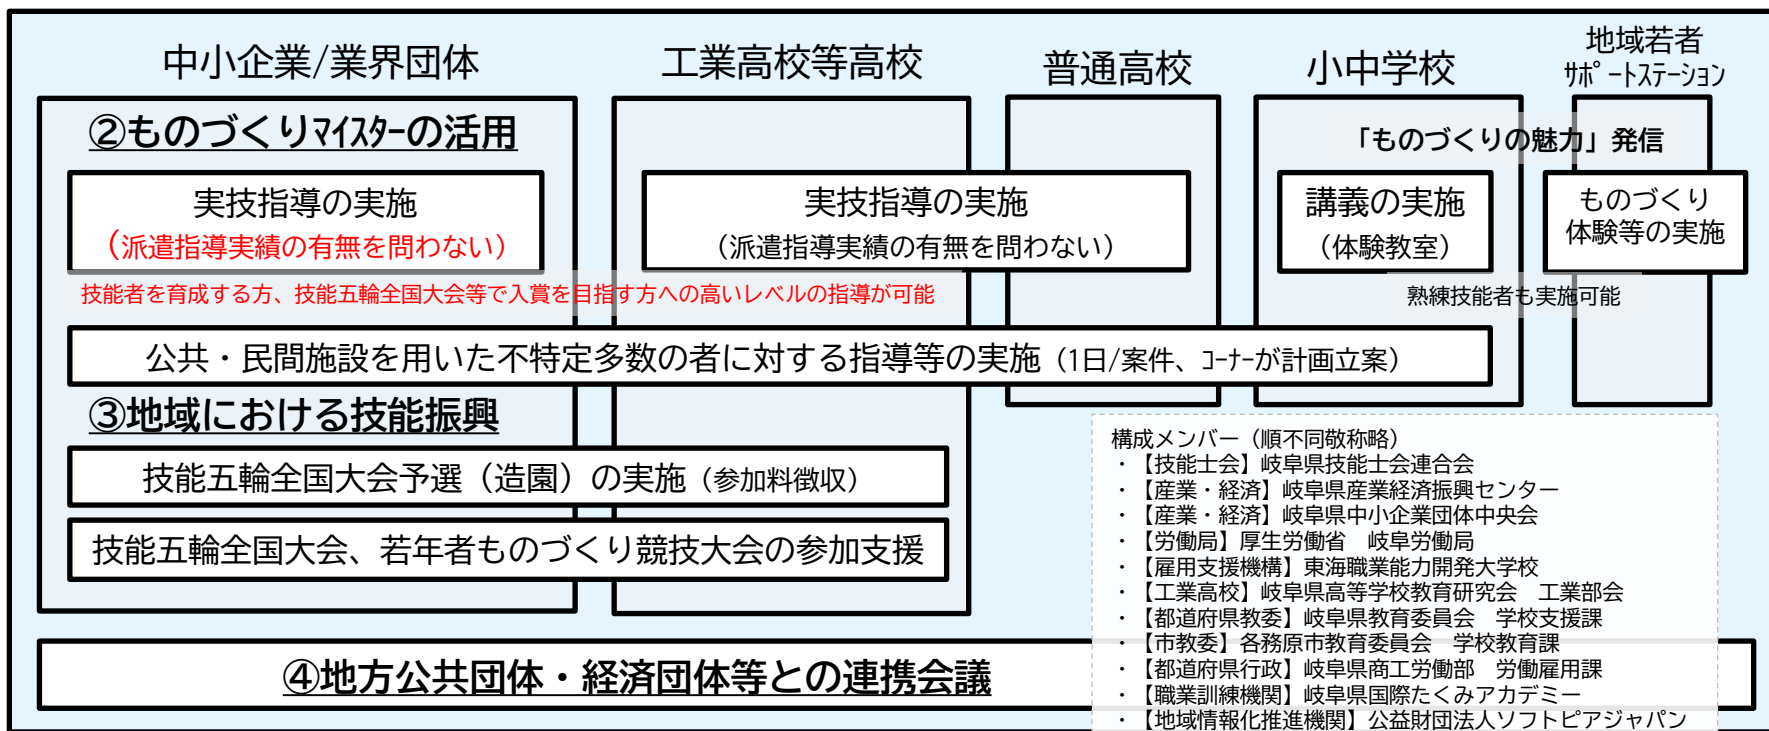 中小企業/業界団体
工業高校等高校
普通高校
小中学校
地域若者
ｻﾎﾟｰﾄｽﾃｰｼｮﾝ
②ものづくりﾏｲｽﾀｰの活用
「ものづくりの魅力」発信
実技指導の実施
（派遣指導実績の有無を問わない）
実技指導の実施
（派遣指導実績の有無を問わない）
講義の実施
（体験教室）
ものづくり
体験等の実施
技能者を育成する方、技能五輪全国大会等で入賞を目指す方への高いレベルの指導が可能
熟練技能者も実施可能
公共・民間施設を用いた不特定多数の者に対する指導等の実施（1日/案件、ｺｰﾅｰが計画立案）
③地域における技能振興
技能五輪全国大会予選（造園）の実施（参加料徴収）
技能五輪全国大会、若年者ものづくり競技大会の参加支援
構成メンバー（順不同敬称略）
・【技能士会】岐阜県技能士会連合会
・【産業・経済】岐阜県産業経済振興センター
・【産業・経済】岐阜県中小企業団体中央会
・【労働局】厚生労働省　岐阜労働局
・【雇用支援機構】東海職業能力開発大学校
・【工業高校】岐阜県高等学校教育研究会　工業部会
・【都道府県教委】岐阜県教育委員会　学校支援課
・【市教委】各務原市教育委員会　学校教育課
・【都道府県行政】岐阜県商工労働部　労働雇用課
・【職業訓練機関】岐阜県国際たくみアカデミー
・【地域情報化推進機関】公益財団法人ソフトピアジャパン
④地方公共団体・経済団体等との連携会議